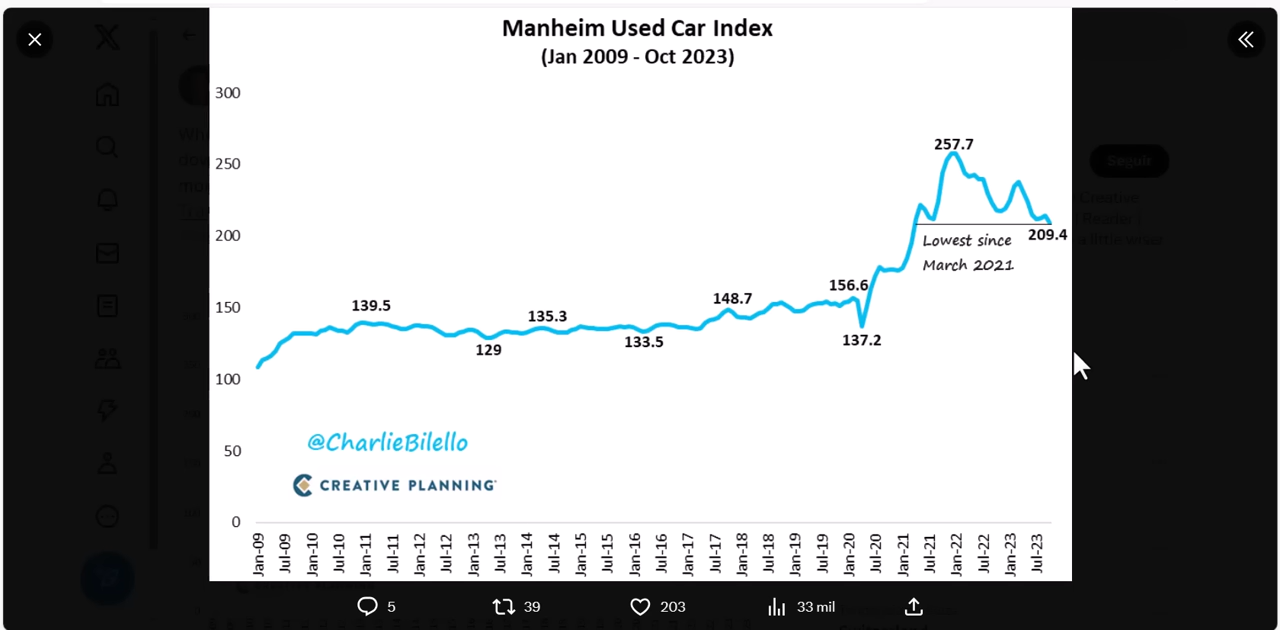 Manheim Used Car Index
(Jan 2009 - Oct 2023)
300
250
200
150
100
50
0
257.7
209.4
Lowest since
March 2021
156.6
148.7
139.5
135.3
129
133.5
137.2
@CharlieBilello
CREATIVE PLANNING
Jan-09
Jul-09
Jan-10
Jul-10
Jan-11
Jul-11
Jan-12
Jul-12
Jan-13
Jul-13
Jan-14
Jul-14
Jan-15
Jul-15
Jan-16
Jul-16
Jan-17
Jul-17
Jan-18
Jul-18
Jan-19
Jul-19
Jan-20
Jul-20
Jan-21
Jul-21
Jan-22
Jul-22
Jan-23
Jul-23
Seguir
5
39
203
33 mil